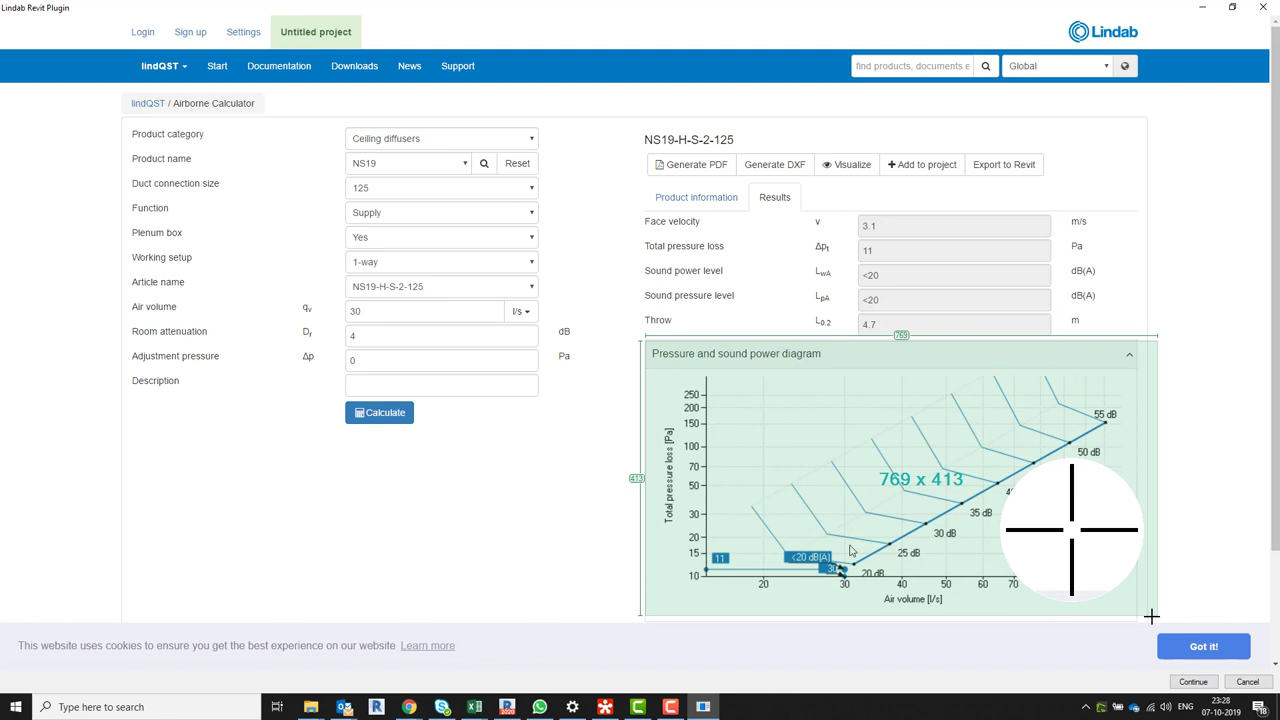 Lindab Revit Plugin
Login Sign up Settings Untitled project
Lindab
lindQST Start Documentation Downloads News Support
find products, documents e Global
lindQST / Airborne Calculator
Product category Ceiling diffusers
Product name NS19 Reset
Duct connection size 125
Function Supply
Plenum box Yes
Working setup 1-way
Article name NS19-H-S-2-125
Air volume qv 30 l/s
Room attenuation Dr 4 dB
Adjustment pressure Δp 0 Pa
Description
Calculate
NS19-H-S-2-125
Generate PDF Generate DXF Visualize Add to project Export to Revit
Product information Results
Face velocity v 3.1 m/s
Total pressure loss Δpt 11 Pa
Sound power level LwA <20 dB(A)
Sound pressure level LpA <20 dB(A)
Throw L0.2 4.7 m
769
Pressure and sound power diagram
413
Total pressure loss [Pa]
250
200
150
100
70
50
30
20
15
10
55 dB
50 dB
769 x 413
35 dB
30 dB
25 dB
20 dB
11
<20 dB(A)
30
20 30 40 50 60 70
Air volume [l/s]
This website uses cookies to ensure you get the best experience on our website Learn more
Got it!
Continue Cancel
Type here to search
ENG
23:28
07-10-2019
18